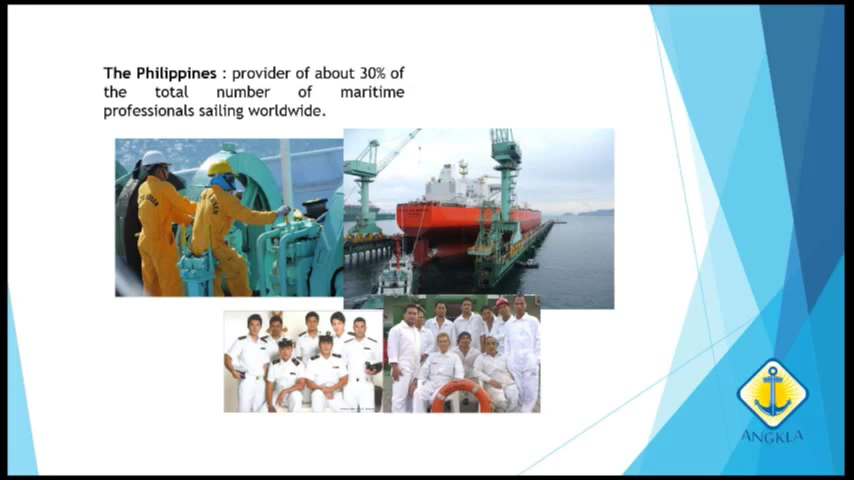 The Philippines : provider of about 30% of
the total number of maritime
professionals sailing worldwide.
ANGKLA